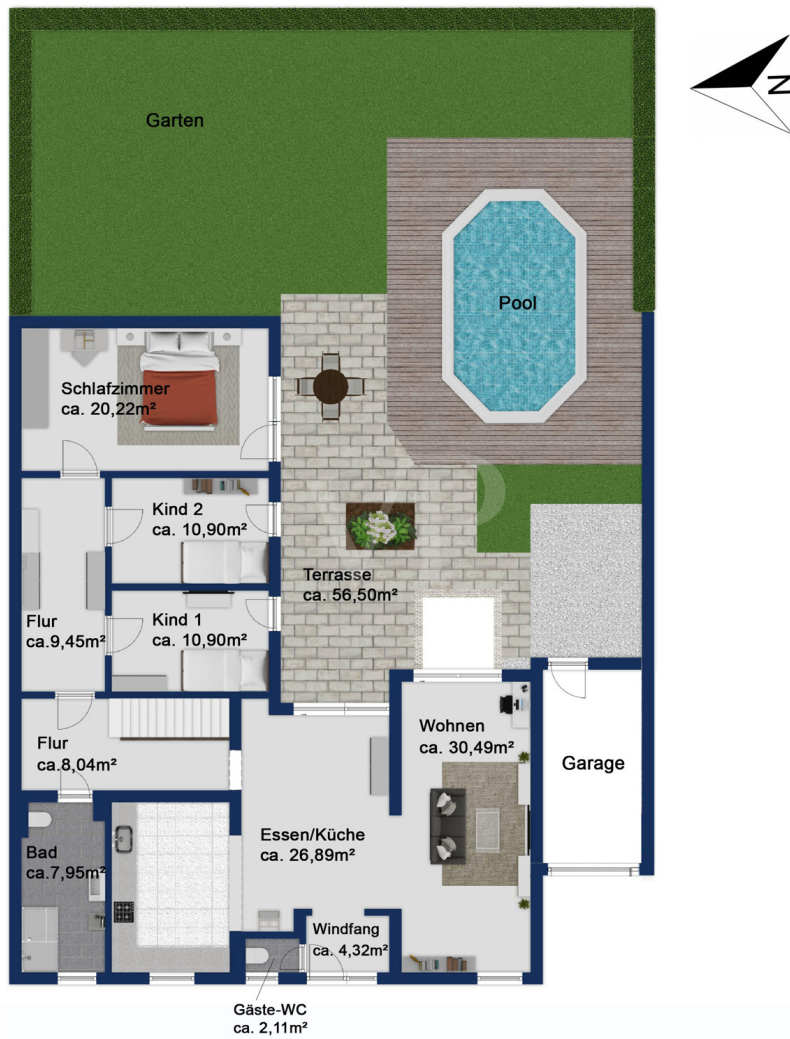 Garten
N
Pool
Schlafzimmer
ca. 20,22m²
Kind 2
ca. 10,90m²
Terrasse
ca. 56,50m²
Flur
ca.9,45m²
Kind 1
ca. 10,90m²
Flur
ca.8,04m²
Wohnen
ca. 30,49m²
Garage
Essen/Küche
ca. 26,89m²
Bad
ca.7,95m²
Windfang
ca. 4,32m²
Gäste-WC
ca. 2,11m²